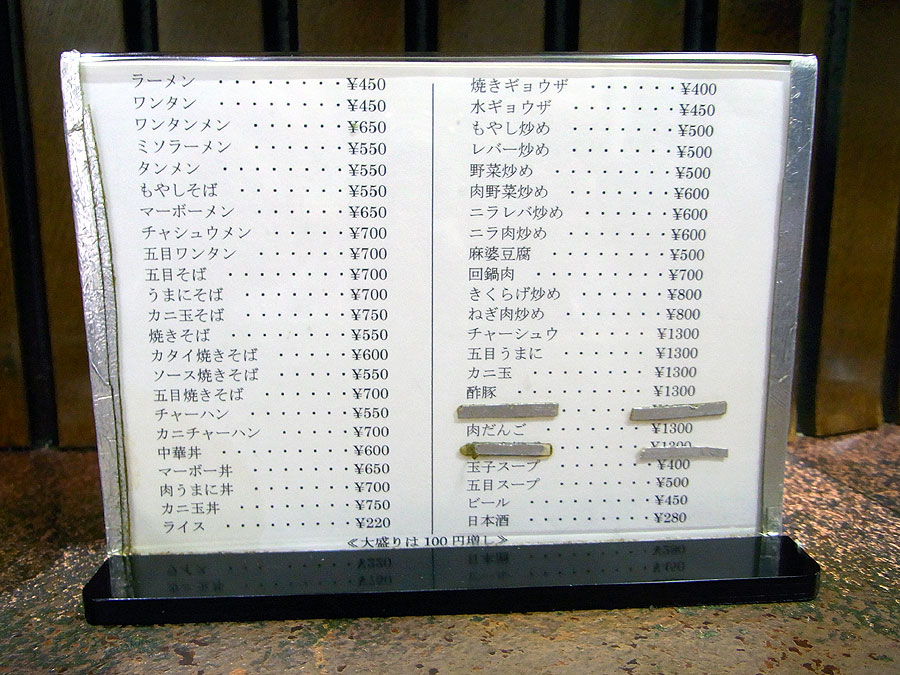 ラーメン ・・・・・・・¥450
ワンタン ・・・・・・・¥450
ワンタンメン ・・・・・¥650
ミソラーメン ・・・・・¥550
タンメン ・・・・・・・¥550
もやしそば ・・・・・・¥550
マーボーメン ・・・・・¥650
チャシュウメン ・・・・¥700
五目ワンタン ・・・・・¥700
五目そば ・・・・・・・¥700
うまにそば ・・・・・・¥700
カニ玉そば ・・・・・・¥750
焼きそば ・・・・・・・¥550
カタイ焼きそば ・・・・¥600
ソース焼きそば ・・・・¥550
五目焼きそば ・・・・・¥700
チャーハン ・・・・・・¥550
カニチャーハン ・・・・¥700
中華丼 ・・・・・・・・¥600
マーボー丼 ・・・・・・¥650
肉うまに丼 ・・・・・・¥700
カニ玉丼 ・・・・・・・¥750
ライス ・・・・・・・・¥220
焼きギョウザ ・・・・・¥400
水ギョウザ ・・・・・・¥450
もやし炒め ・・・・・・¥500
レバー炒め ・・・・・・¥500
野菜炒め ・・・・・・・¥500
肉野菜炒め ・・・・・・¥600
ニラレバ炒め ・・・・・¥600
ニラ肉炒め ・・・・・・¥600
麻婆豆腐 ・・・・・・・¥500
回鍋肉 ・・・・・・・・¥700
きくらげ炒め ・・・・・¥800
ねぎ肉炒め ・・・・・・¥800
チャーシュウ ・・・・・¥1300
五目うまに ・・・・・・¥1300
カニ玉 ・・・・・・・・¥1300
酢豚 ・・・・・・・・・¥1300
肉だんご ・・・・・・・¥1300
玉子スープ ・・・・・・¥400
五目スープ ・・・・・・¥500
ビール ・・・・・・・・¥450
日本酒 ・・・・・・・・¥280
≪大盛りは100円増し≫